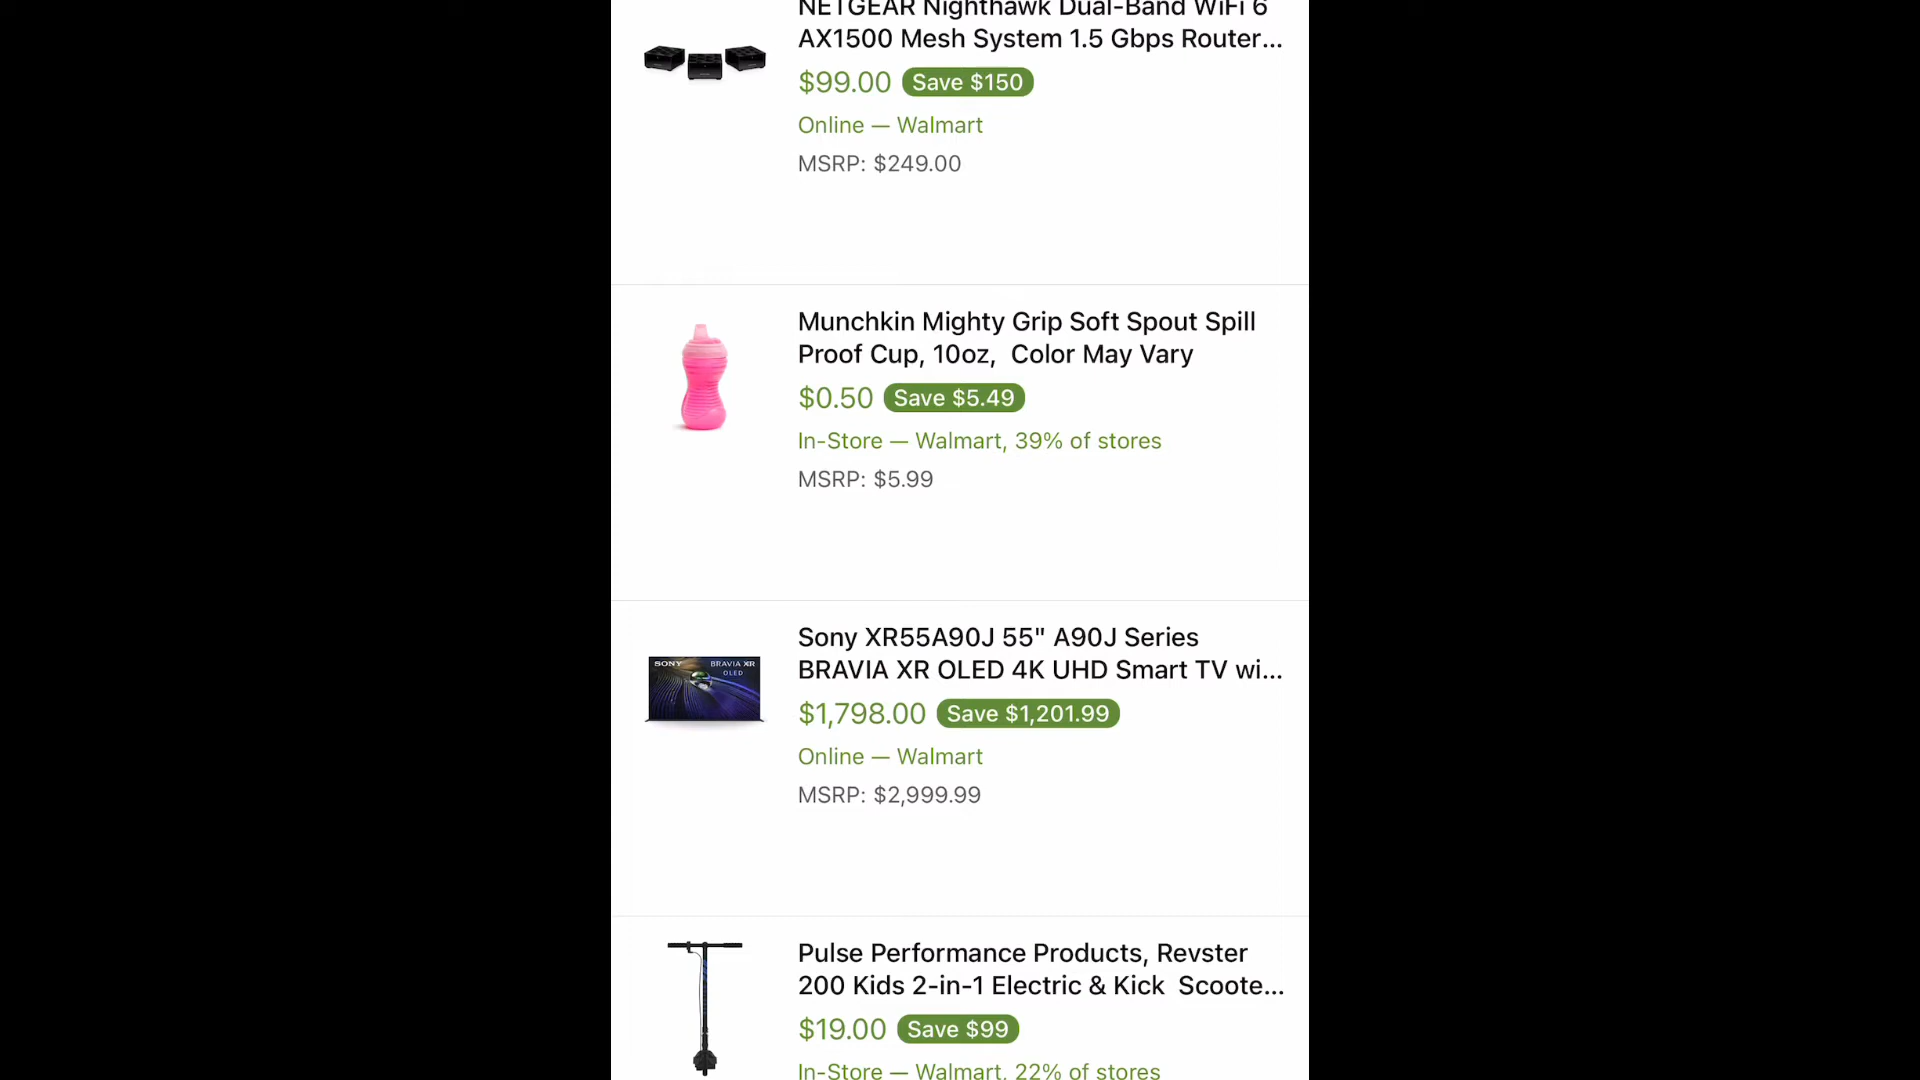 NETGEAR Nighthawk Dual-Band WiFi 6
AX1500 Mesh System 1.5 Gbps Router...
$99.00 Save $150
Online — Walmart
MSRP: $249.00
Munchkin Mighty Grip Soft Spout Spill
Proof Cup, 10oz, Color May Vary
$0.50 Save $5.49
In-Store — Walmart, 39% of stores
MSRP: $5.99
SONY BRAVIA XR
OLED
Sony XR55A90J 55" A90J Series
BRAVIA XR OLED 4K UHD Smart TV wi...
$1,798.00 Save $1,201.99
Online — Walmart
MSRP: $2,999.99
Pulse Performance Products, Revster
200 Kids 2-in-1 Electric & Kick Scoote...
$19.00 Save $99
In-Store — Walmart, 22% of stores